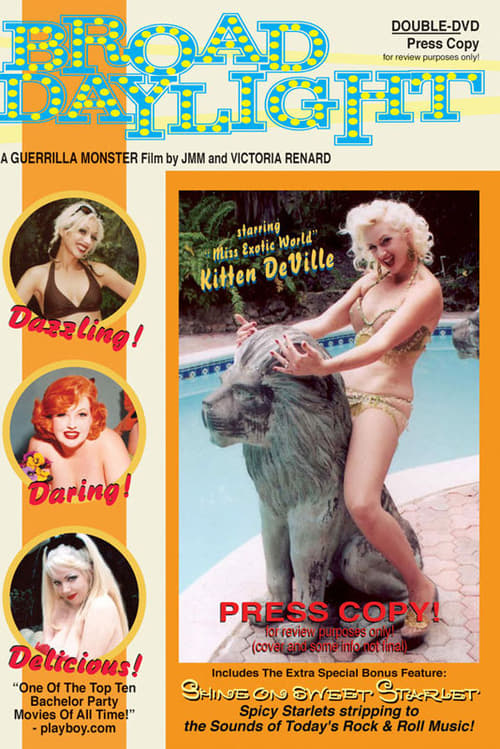 BROAD
DAYLIGHT
DOUBLE-DVD
Press Copy
for review purposes only!
A GUERRILLA MONSTER Film by JMM and VICTORIA RENARD
starring
"Miss Exotic World"
Kitten DeVille
Dazzling!
Daring!
Delicious!
"One Of The Top Ten
Bachelor Party
Movies Of All Time!"
- playboy.com
PRESS COPY!
for review purposes only!
(cover and some info not final)
Includes The Extra Special Bonus Feature:
SHINE ON SWEET STARLET
Spicy Starlets stripping to
the Sounds of Today's Rock & Roll Music!